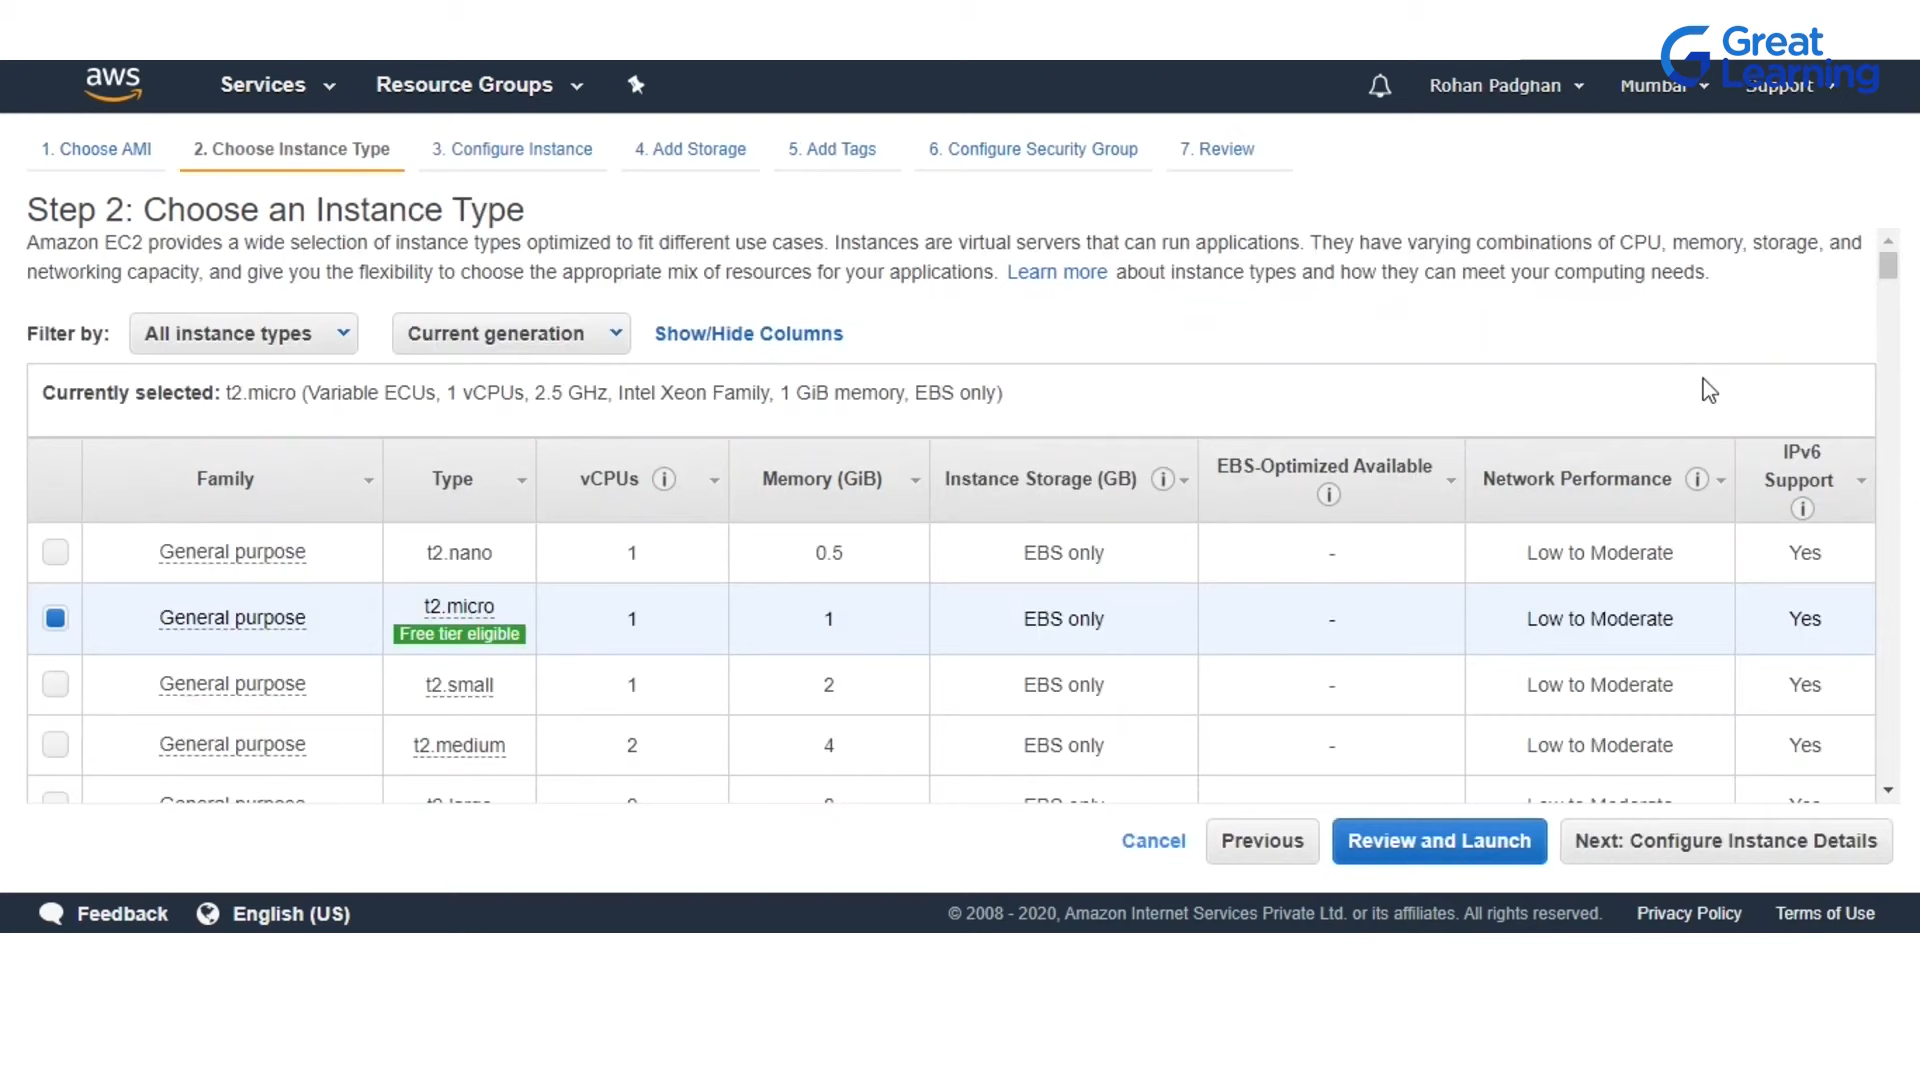 Great
Learning
aws Services Resource Groups Rohan Padghan Mumbai Support
1. Choose AMI 2. Choose Instance Type 3. Configure Instance 4. Add Storage 5. Add Tags 6. Configure Security Group 7. Review
Step 2: Choose an Instance Type
Amazon EC2 provides a wide selection of instance types optimized to fit different use cases. Instances are virtual servers that can run applications. They have varying combinations of CPU, memory, storage, and
networking capacity, and give you the flexibility to choose the appropriate mix of resources for your applications. Learn more about instance types and how they can meet your computing needs.
Filter by: All instance types Current generation Show/Hide Columns
Currently selected: t2.micro (Variable ECUs, 1 vCPUs, 2.5 GHz, Intel Xeon Family, 1 GiB memory, EBS only)
Family Type vCPUs i Memory (GiB) Instance Storage (GB) i EBS-Optimized Available i Network Performance i IPv6 Support i
General purpose t2.nano 1 0.5 EBS only - Low to Moderate Yes
General purpose t2.micro Free tier eligible 1 1 EBS only - Low to Moderate Yes
General purpose t2.small 1 2 EBS only - Low to Moderate Yes
General purpose t2.medium 2 4 EBS only - Low to Moderate Yes
Cancel Previous Review and Launch Next: Configure Instance Details
Feedback English (US) © 2008 - 2020, Amazon Internet Services Private Ltd. or its affiliates. All rights reserved. Privacy Policy Terms of Use